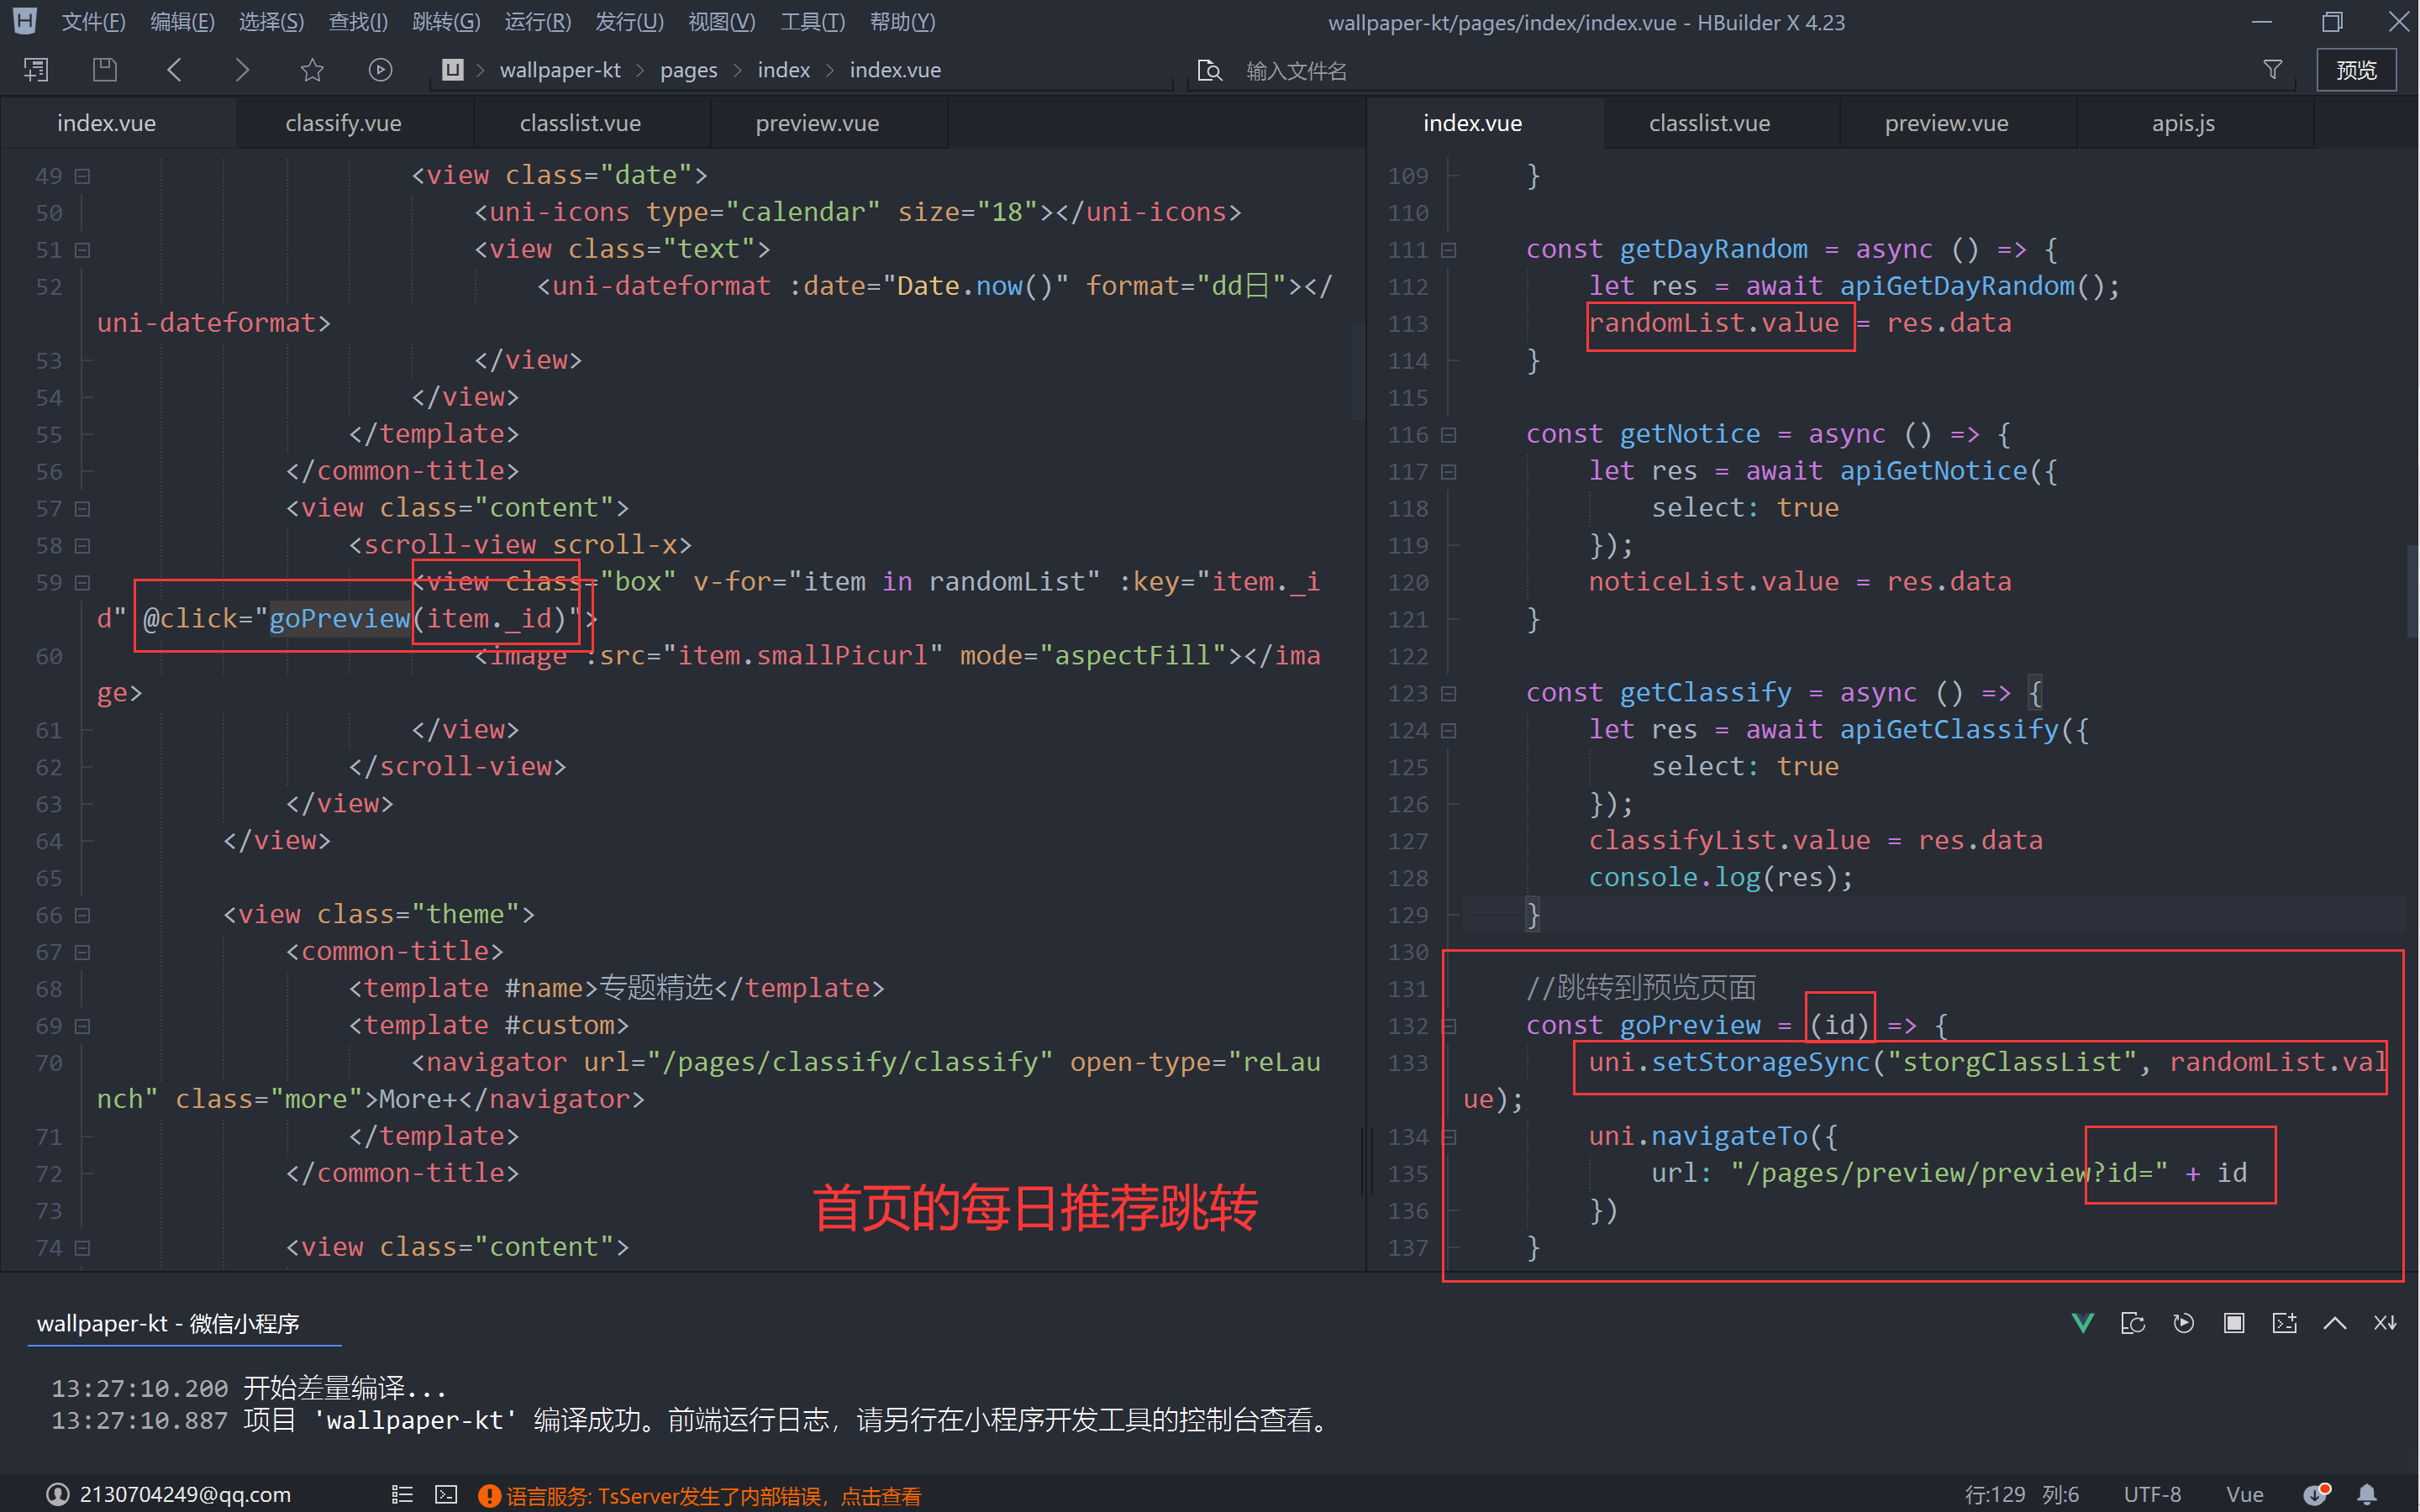 文件(F) 编辑(E) 选择(S) 查找(I) 跳转(G) 运行(R) 发行(U) 视图(V) 工具(T) 帮助(Y) wallpaper-kt/pages/index/index.vue - HBuilder X 4.23
wallpaper-kt > pages > index > index.vue 输入文件名 预览
index.vue classify.vue classlist.vue preview.vue
49 <view class="date">
50 <uni-icons type="calendar" size="18"></uni-icons>
51 <view class="text">
52 <uni-dateformat :date="Date.now()" format="dd日"></
uni-dateformat>
53 </view>
54 </view>
55 </template>
56 </common-title>
57 <view class="content">
58 <scroll-view scroll-x>
59 <view class="box" v-for="item in randomList" :key="item._i
d" @click="goPreview(item._id)">
60 <image :src="item.smallPicurl" mode="aspectFill"></ima
ge>
61 </view>
62 </scroll-view>
63 </view>
64 </view>
65
66 <view class="theme">
67 <common-title>
68 <template #name>专题精选</template>
69 <template #custom>
70 <navigator url="/pages/classify/classify" open-type="reLau
nch" class="more">More+</navigator>
71 </template>
72 </common-title>
73
74 <view class="content">
首页的每日推荐跳转
index.vue classlist.vue preview.vue apis.js
109 }
110
111 const getDayRandom = async () => {
112 let res = await apiGetDayRandom();
113 randomList.value = res.data
114 }
115
116 const getNotice = async () => {
117 let res = await apiGetNotice({
118 select: true
119 });
120 noticeList.value = res.data
121 }
122
123 const getClassify = async () => {
124 let res = await apiGetClassify({
125 select: true
126 });
127 classifyList.value = res.data
128 console.log(res);
129 }
130
131 //跳转到预览页面
132 const goPreview = (id) => {
133 uni.setStorageSync("storgClassList", randomList.val
ue);
134 uni.navigateTo({
135 url: "/pages/preview/preview?id=" + id
136 })
137 }
wallpaper-kt - 微信小程序
13:27:10.200 开始差量编译...
13:27:10.887 项目 'wallpaper-kt' 编译成功。前端运行日志，请另行在小程序开发工具的控制台查看。
2130704249@qq.com 语言服务: TsServer发生了内部错误，点击查看 行:129 列:6 UTF-8 Vue